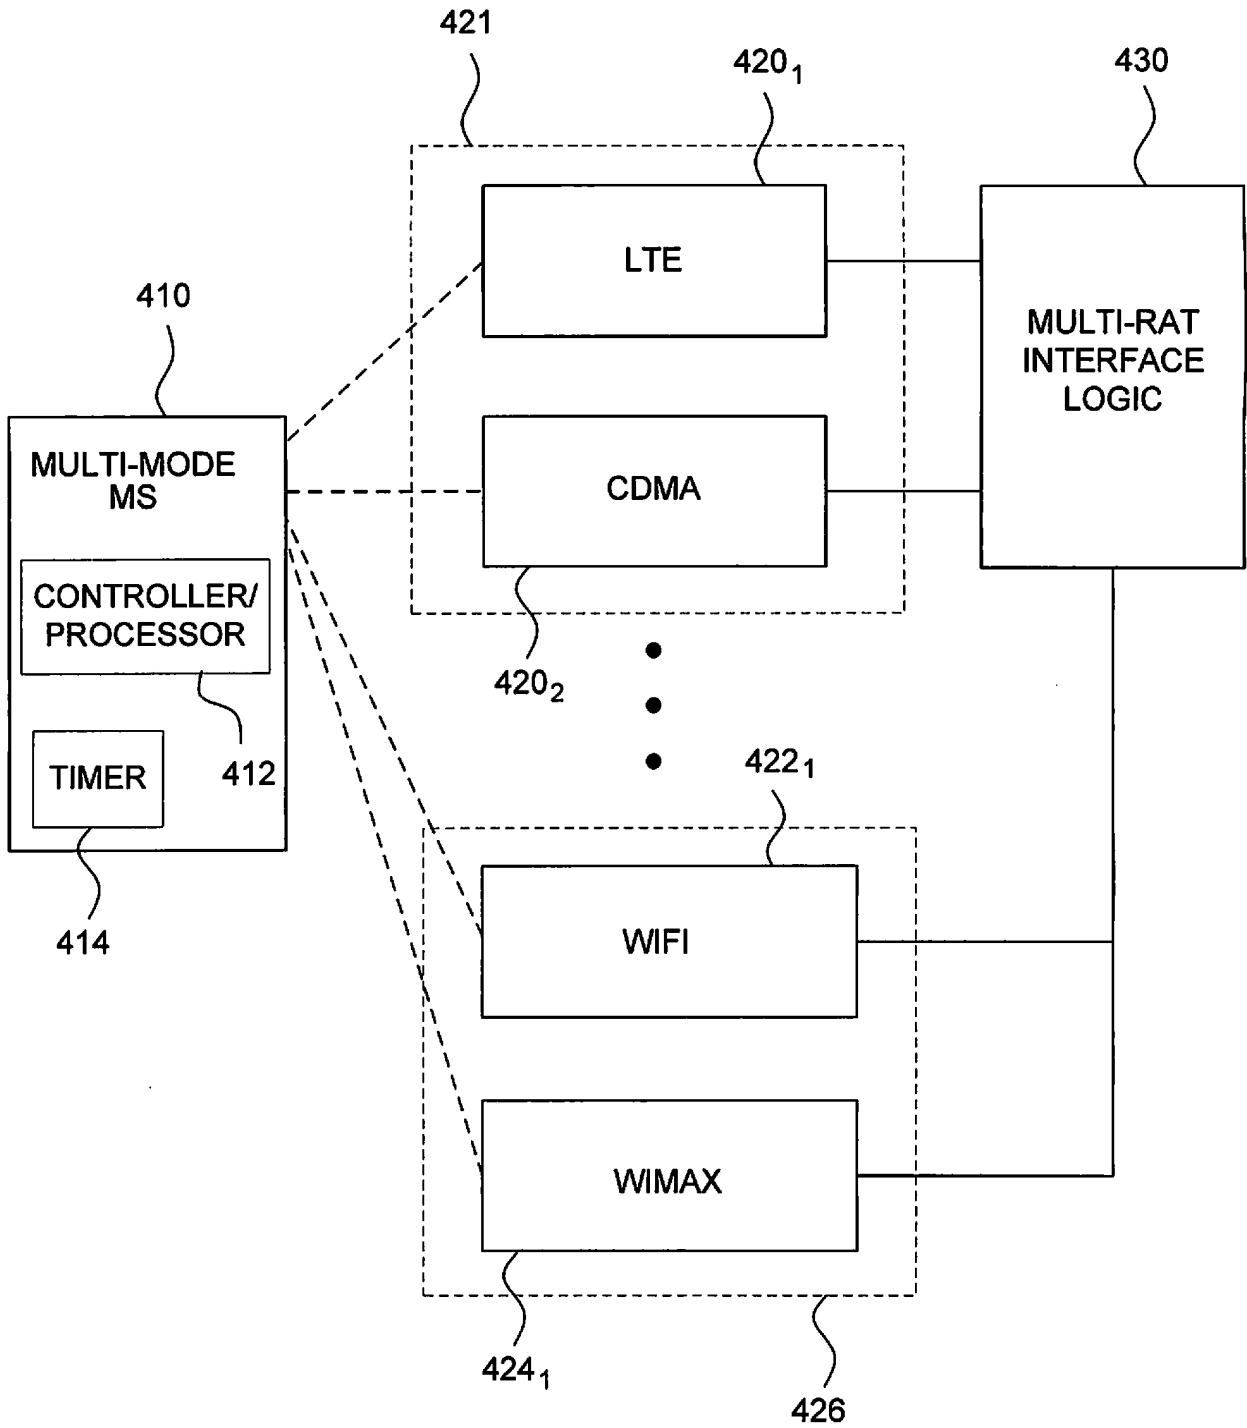 421
420₁
430
LTE
MULTI-RAT
INTERFACE
LOGIC
410
MULTI-MODE
MS
CDMA
CONTROLLER/
PROCESSOR
420₂
412
TIMER
422₁
414
WIFI
WIMAX
424₁
426